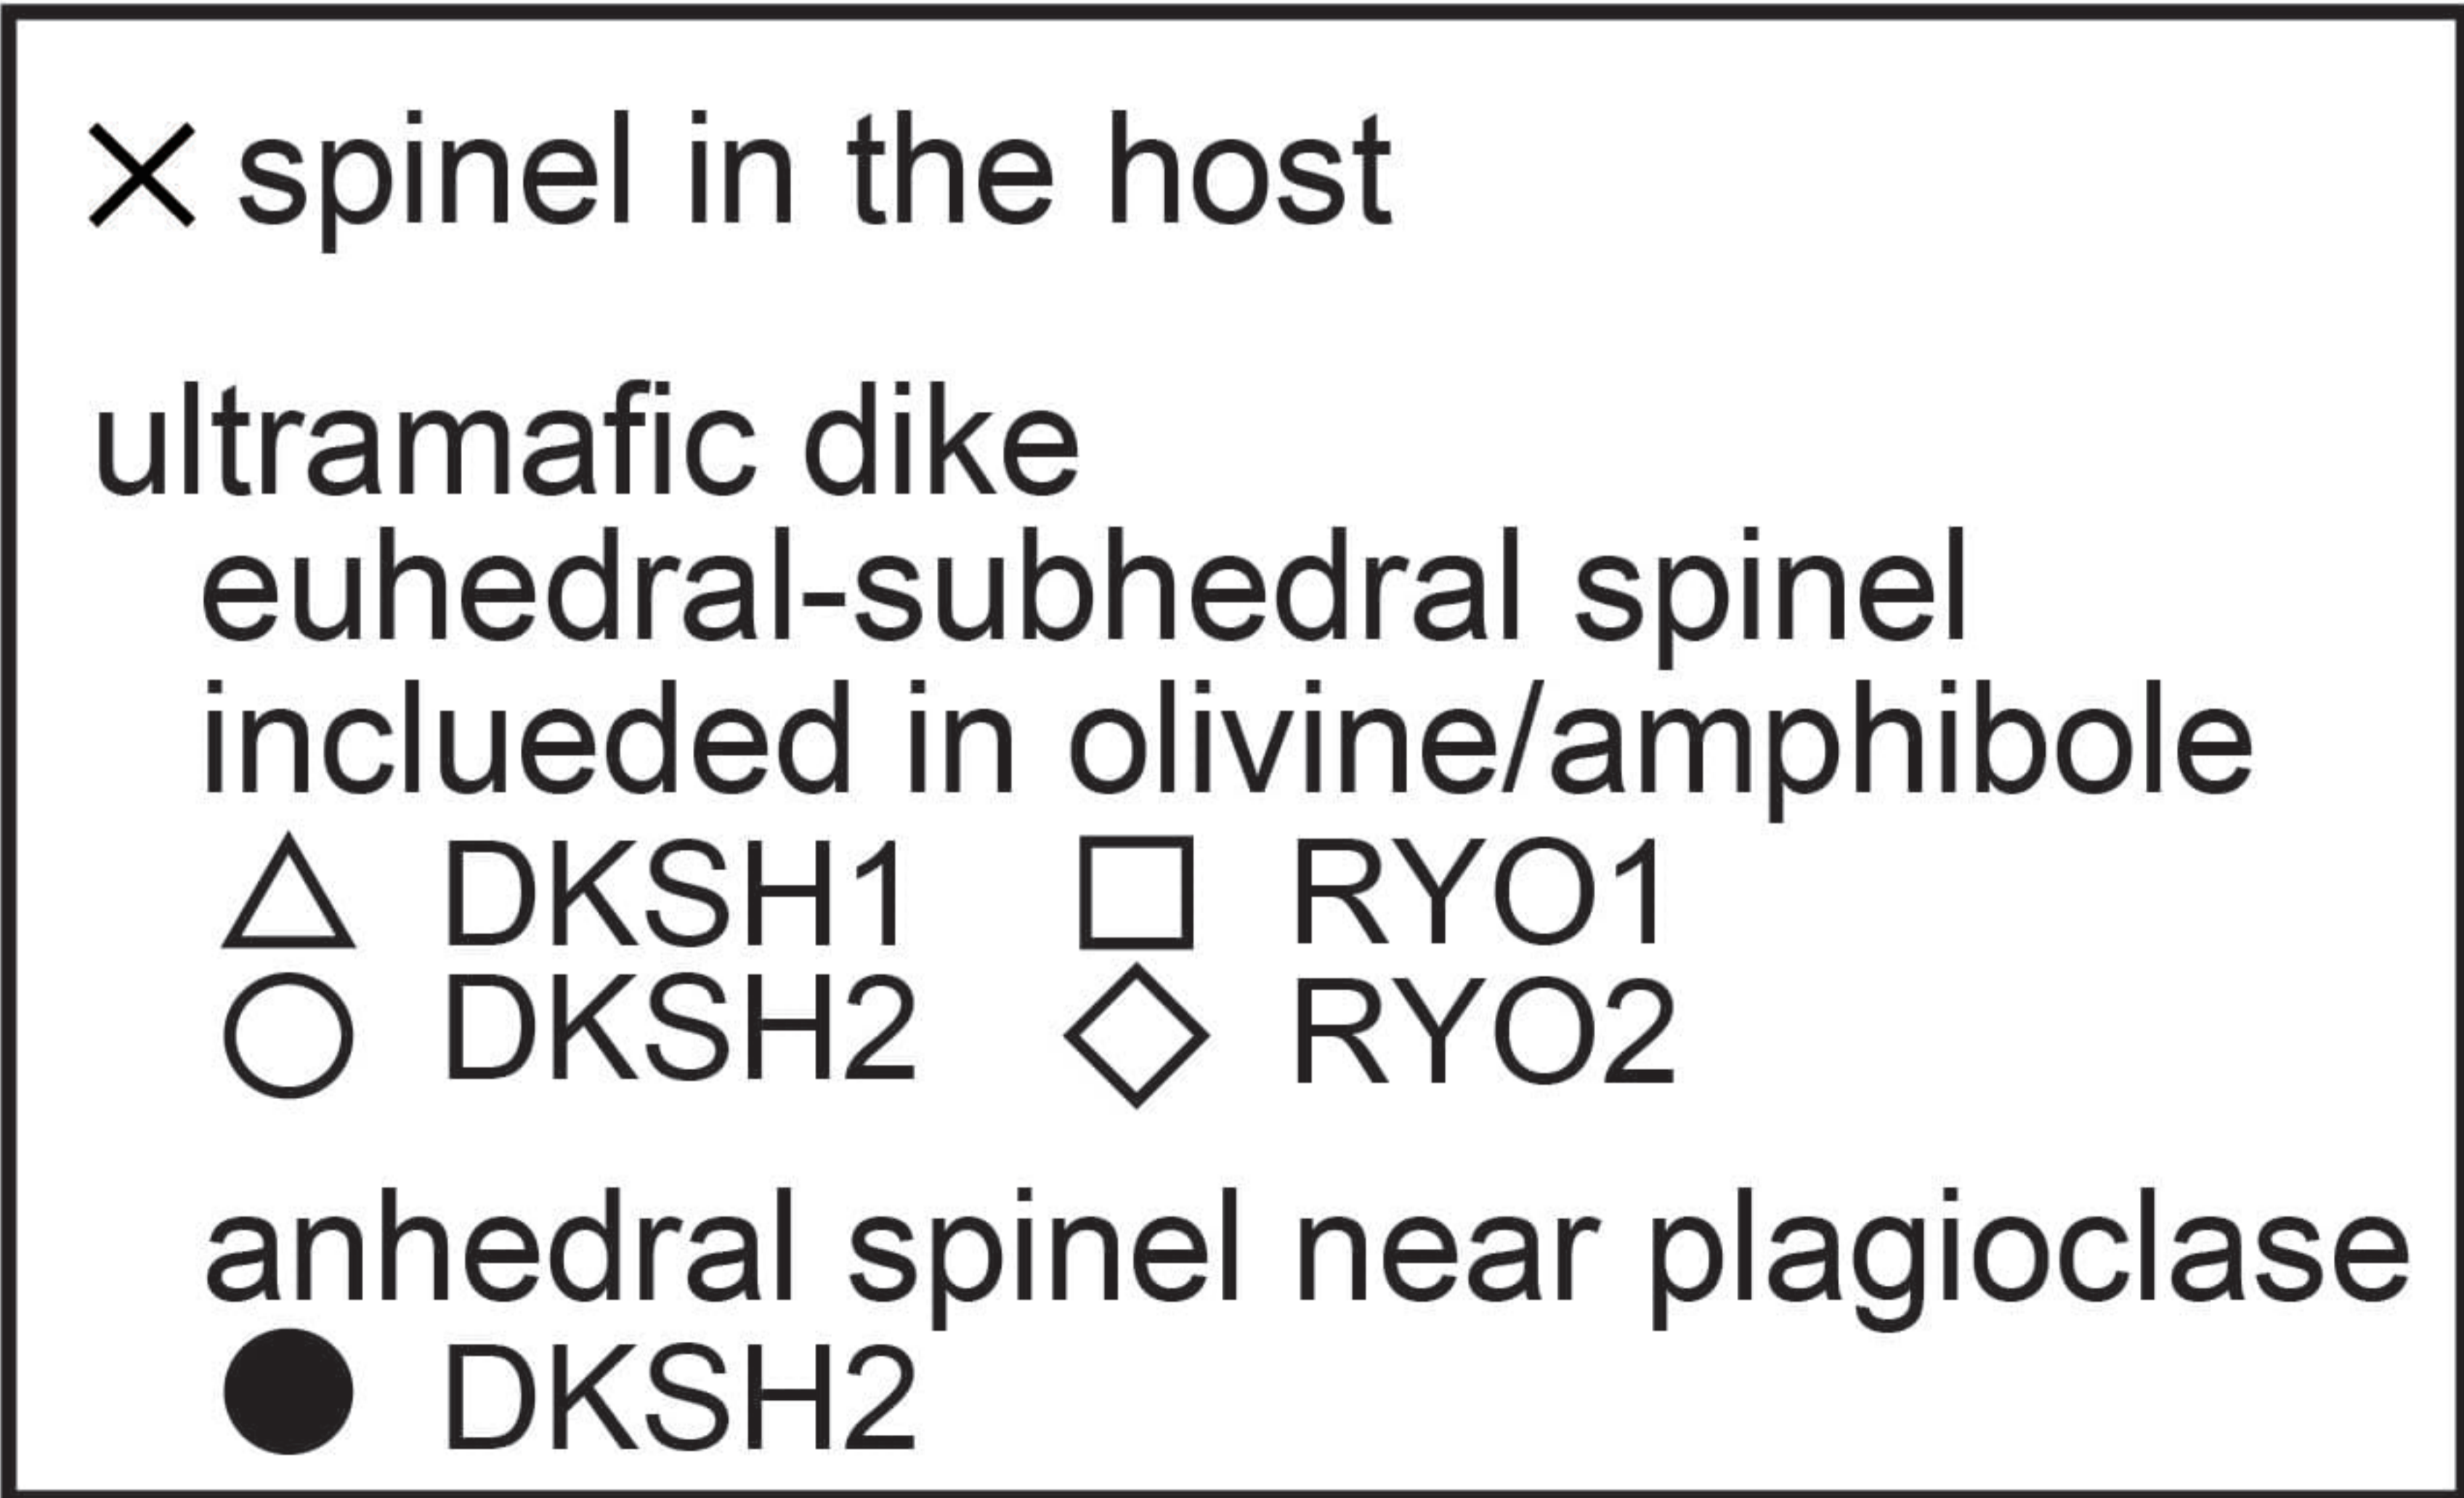 spinel in the host
ultramafic dike
euhedral-subhedral spinel
inclueded in olivine/amphibole
DKSH1 RYO1
DKSH2 RYO2
anhedral spinel near plagioclase
DKSH2